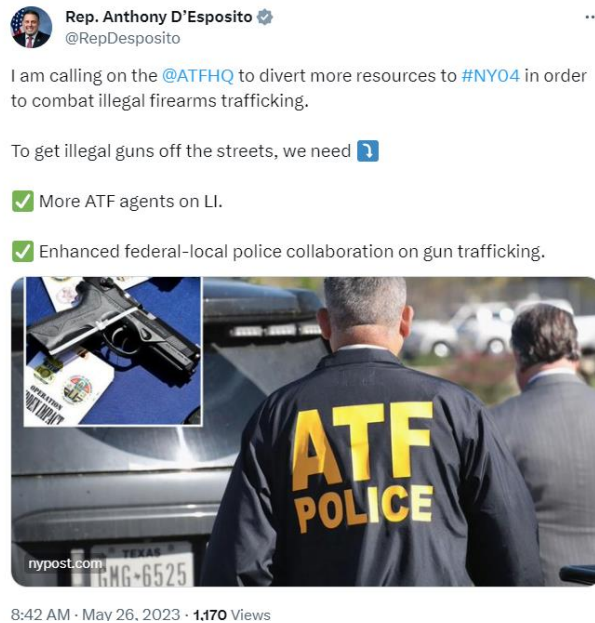 Rep. Anthony D'Esposito
@RepDesposito
I am calling on the @ATFHQ to divert more resources to #NY04 in order
to combat illegal firearms trafficking.
To get illegal guns off the streets, we need
More ATF agents on LI.
Enhanced federal-local police collaboration on gun trafficking.
OPERATION
ATF
POLICE
TEXAS
GMG-6525
nypost.com
8:42 AM · May 26, 2023 · 1,170 Views